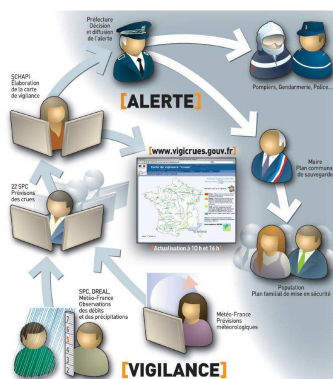 Préfecture
Décision
et diffusion
de l'alerte
Pompiers, Gendarmerie, Police...
SCHAPI
Élaboration
de la carte
de vigilance
[ALERTE]
[www.vigicrues.gouv.fr]
Maire
Plan communal
de sauvegarde
22 SPC
Prévisions
des crues
Actualisation à 10 h et 16 h
Population
Plan familial de mise en sécurité
SPC, DREAL,
Météo-France
Observations
des débits
et des précipitations
Météo-France
Prévisions
météorologiques
[VIGILANCE]